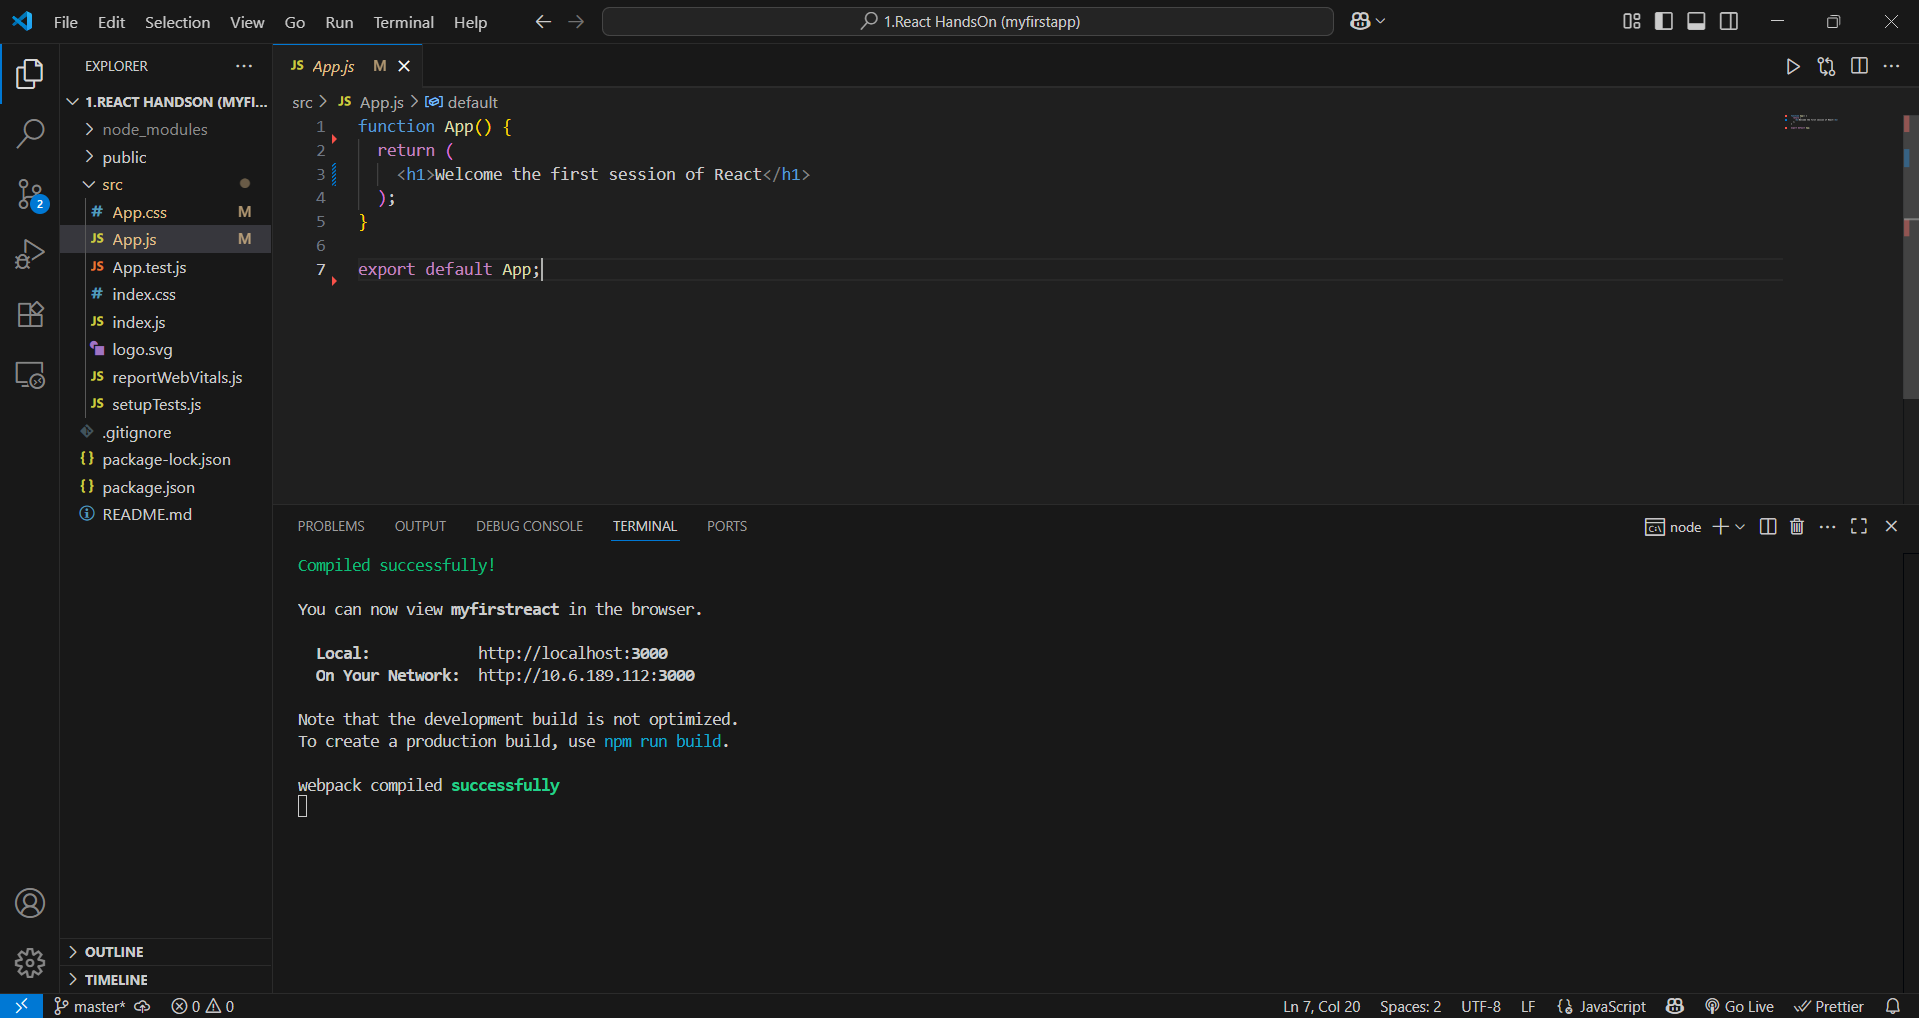 File Edit Selection View Go Run Terminal Help
1.React HandsOn (myfirstapp)
EXPLORER
1.REACT HANDSON (MYFI...
node_modules
public
src
# App.css M
JS App.js M
JS App.test.js
# index.css
JS index.js
logo.svg
JS reportWebVitals.js
JS setupTests.js
.gitignore
{} package-lock.json
{} package.json
README.md
OUTLINE
TIMELINE
JS App.js M
src > JS App.js > default
1 function App() {
2 return (
3 <h1>Welcome the first session of React</h1>
4 );
5 }
6
7 export default App;
PROBLEMS OUTPUT DEBUG CONSOLE TERMINAL PORTS
node
Compiled successfully!
You can now view myfirstreact in the browser.
Local: http://localhost:3000
On Your Network: http://10.6.189.112:3000
Note that the development build is not optimized.
To create a production build, use npm run build.
webpack compiled successfully
2
master* 0 0
Ln 7, Col 20 Spaces: 2 UTF-8 LF {} JavaScript Go Live Prettier